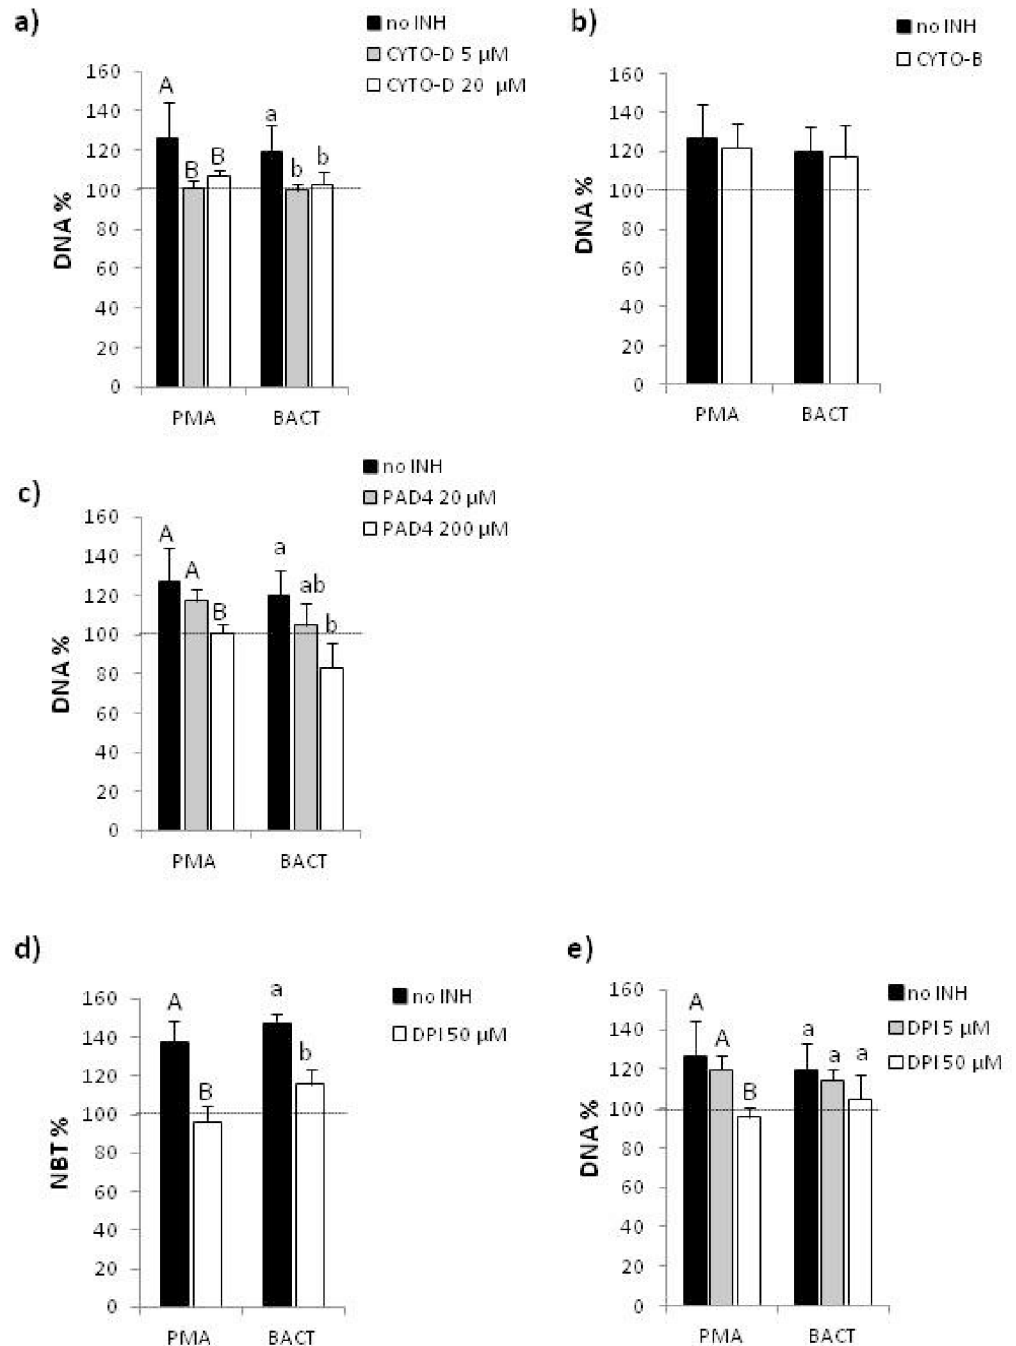 a)
no INH
CYTO-D 5 µM
CYTO-D 20 µM
160
140
120
100
80
60
40
20
0
DNA %
A
B
B
a
b
b
PMA
BACT
b)
no INH
CYTO-B
160
140
120
100
80
60
40
20
0
DNA %
PMA
BACT
c)
no INH
PAD4 20 µM
PAD4 200 µM
160
140
120
100
80
60
40
20
0
DNA %
A
A
B
a
ab
b
PMA
BACT
d)
no INH
DPI 50 µM
160
140
120
100
80
60
40
20
0
NBT %
A
B
a
b
PMA
BACT
e)
no INH
DPI 5 µM
DPI 50 µM
160
140
120
100
80
60
40
20
0
DNA %
A
A
B
a
a
a
PMA
BACT